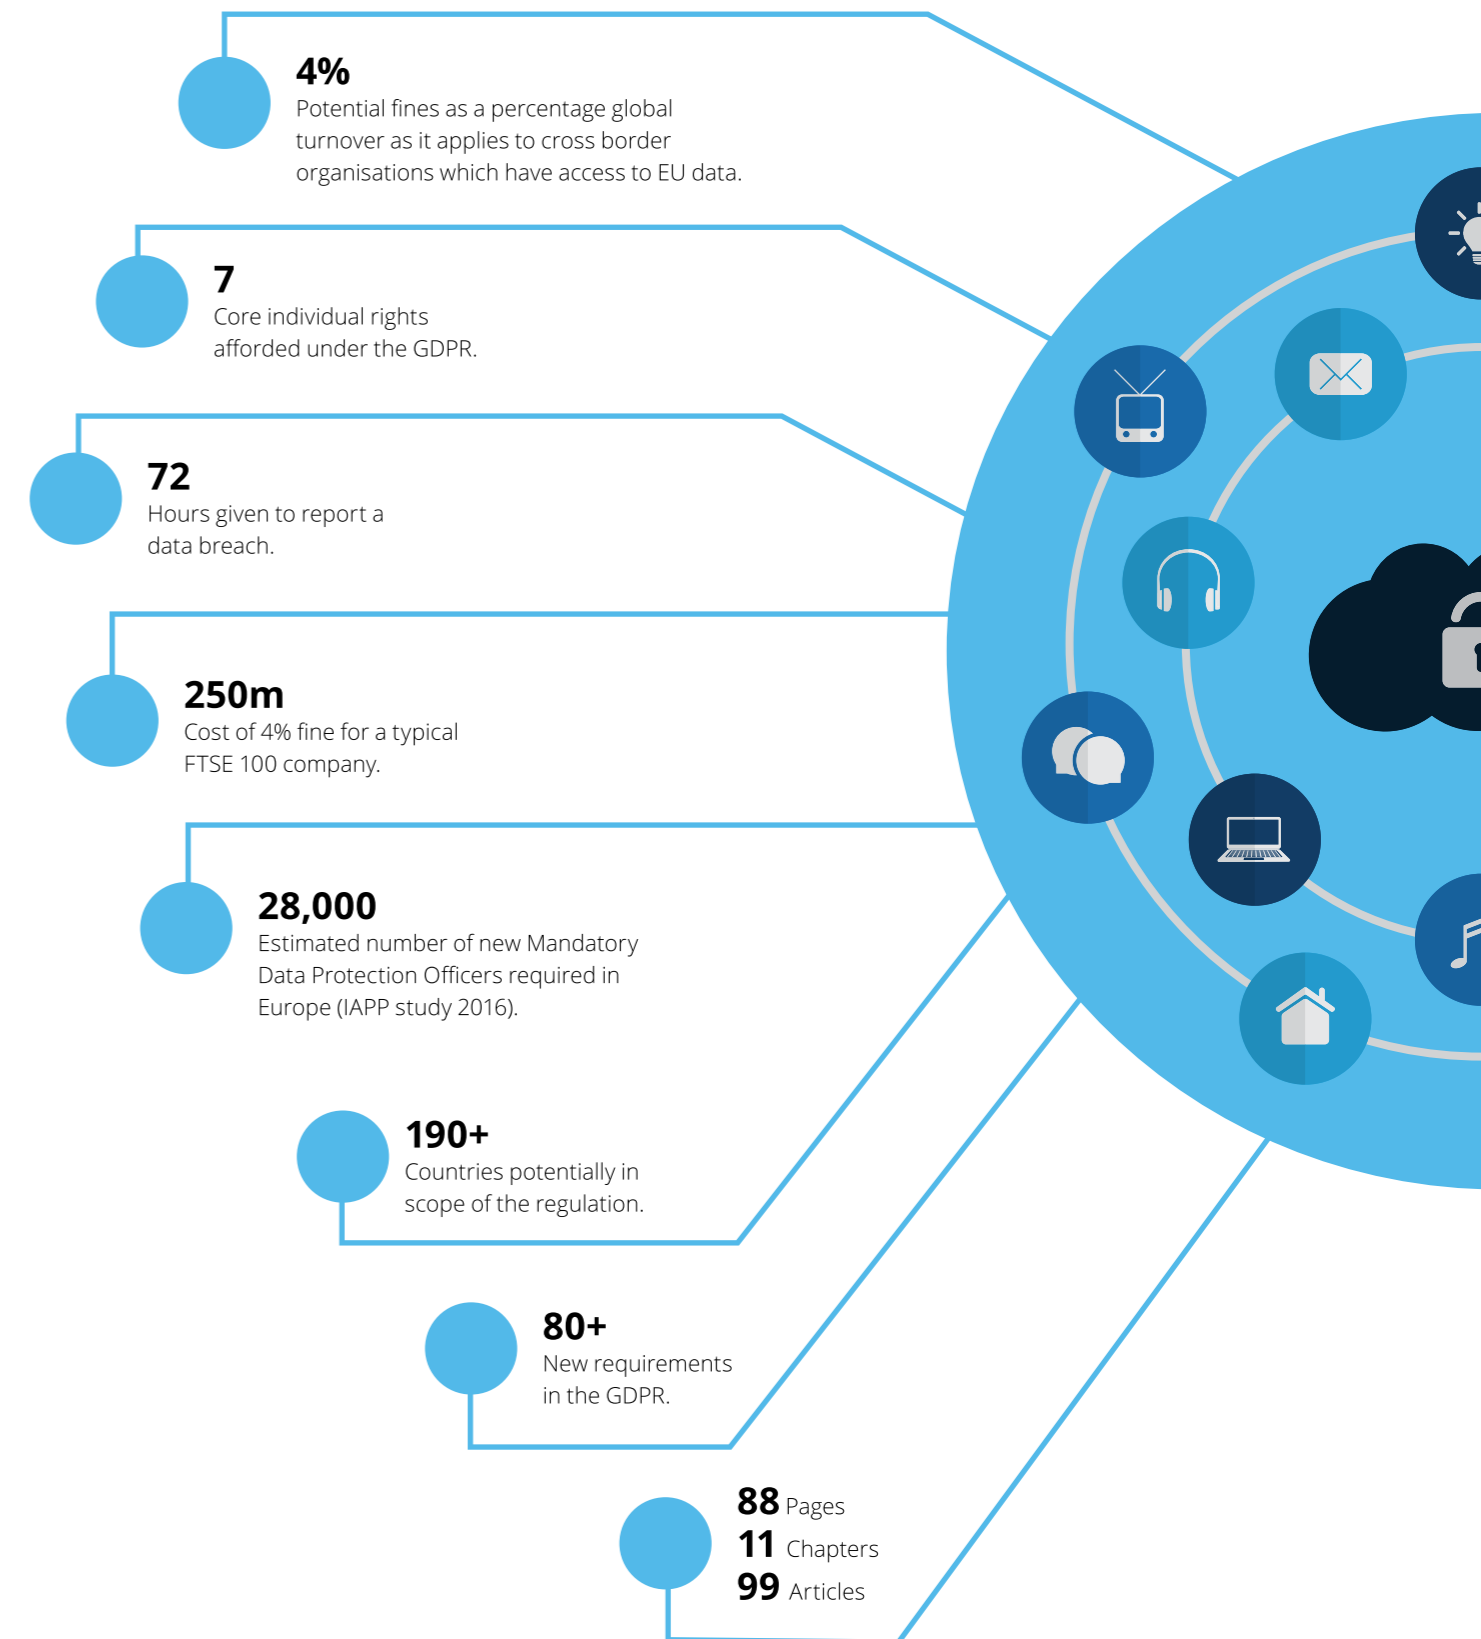 4%
Potential fines as a percentage global
turnover as it applies to cross border
organisations which have access to EU data.
7
Core individual rights
afforded under the GDPR.
72
Hours given to report a
data breach.
250m
Cost of 4% fine for a typical
FTSE 100 company.
28,000
Estimated number of new Mandatory
Data Protection Officers required in
Europe (IAPP study 2016).
190+
Countries potentially in
scope of the regulation.
80+
New requirements
in the GDPR.
88 Pages
11 Chapters
99 Articles